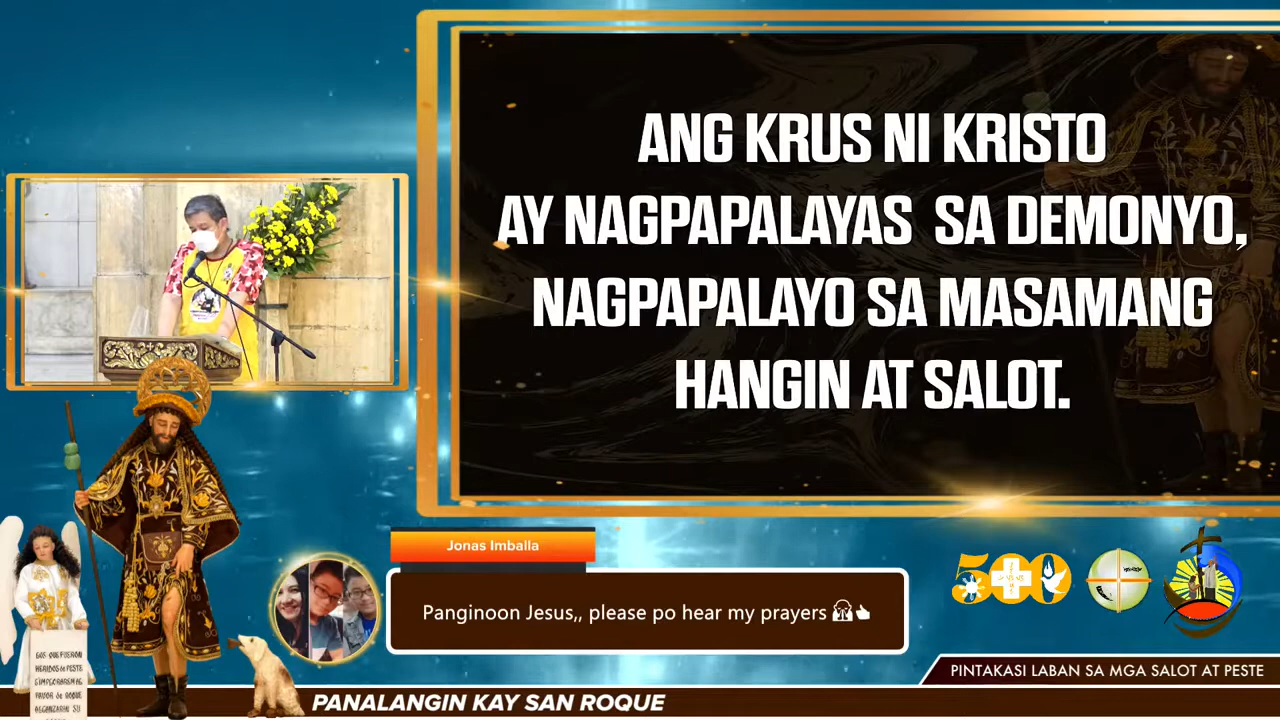 ANG KRUS NI KRISTO
AY NAGPAPALAYAS SA DEMONYO,
NAGPAPALAYO SA MASAMANG
HANGIN AT SALOT.
Jonas Imballa
Panginoon Jesus,, please po hear my prayers
500
PINTAKASI LABAN SA MGA SALOT AT PESTE
PANALANGIN KAY SAN ROQUE